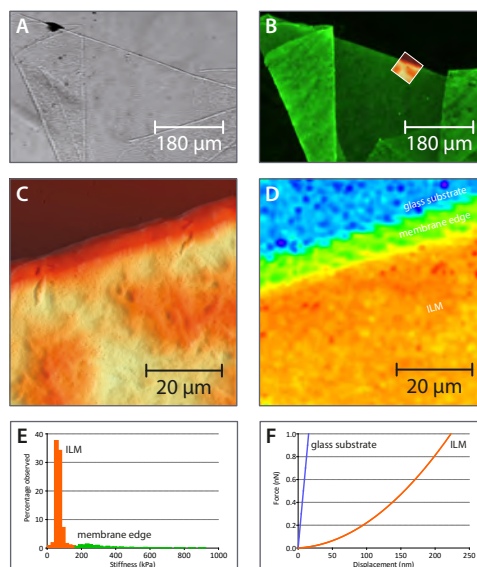 A
180 µm
B
180 µm
C
20 µm
D
glass substrate
membrane edge
ILM
20 µm
E
Percentage observed
40
30
20
10
0
ILM
membrane edge
0 200 400 600 800 1000
Stiffness (kPa)
F
Force (nN)
1.0
0.8
0.6
0.4
0.2
0.0
glass substrate
ILM
0 50 100 150 200 250
Displacement (nm)